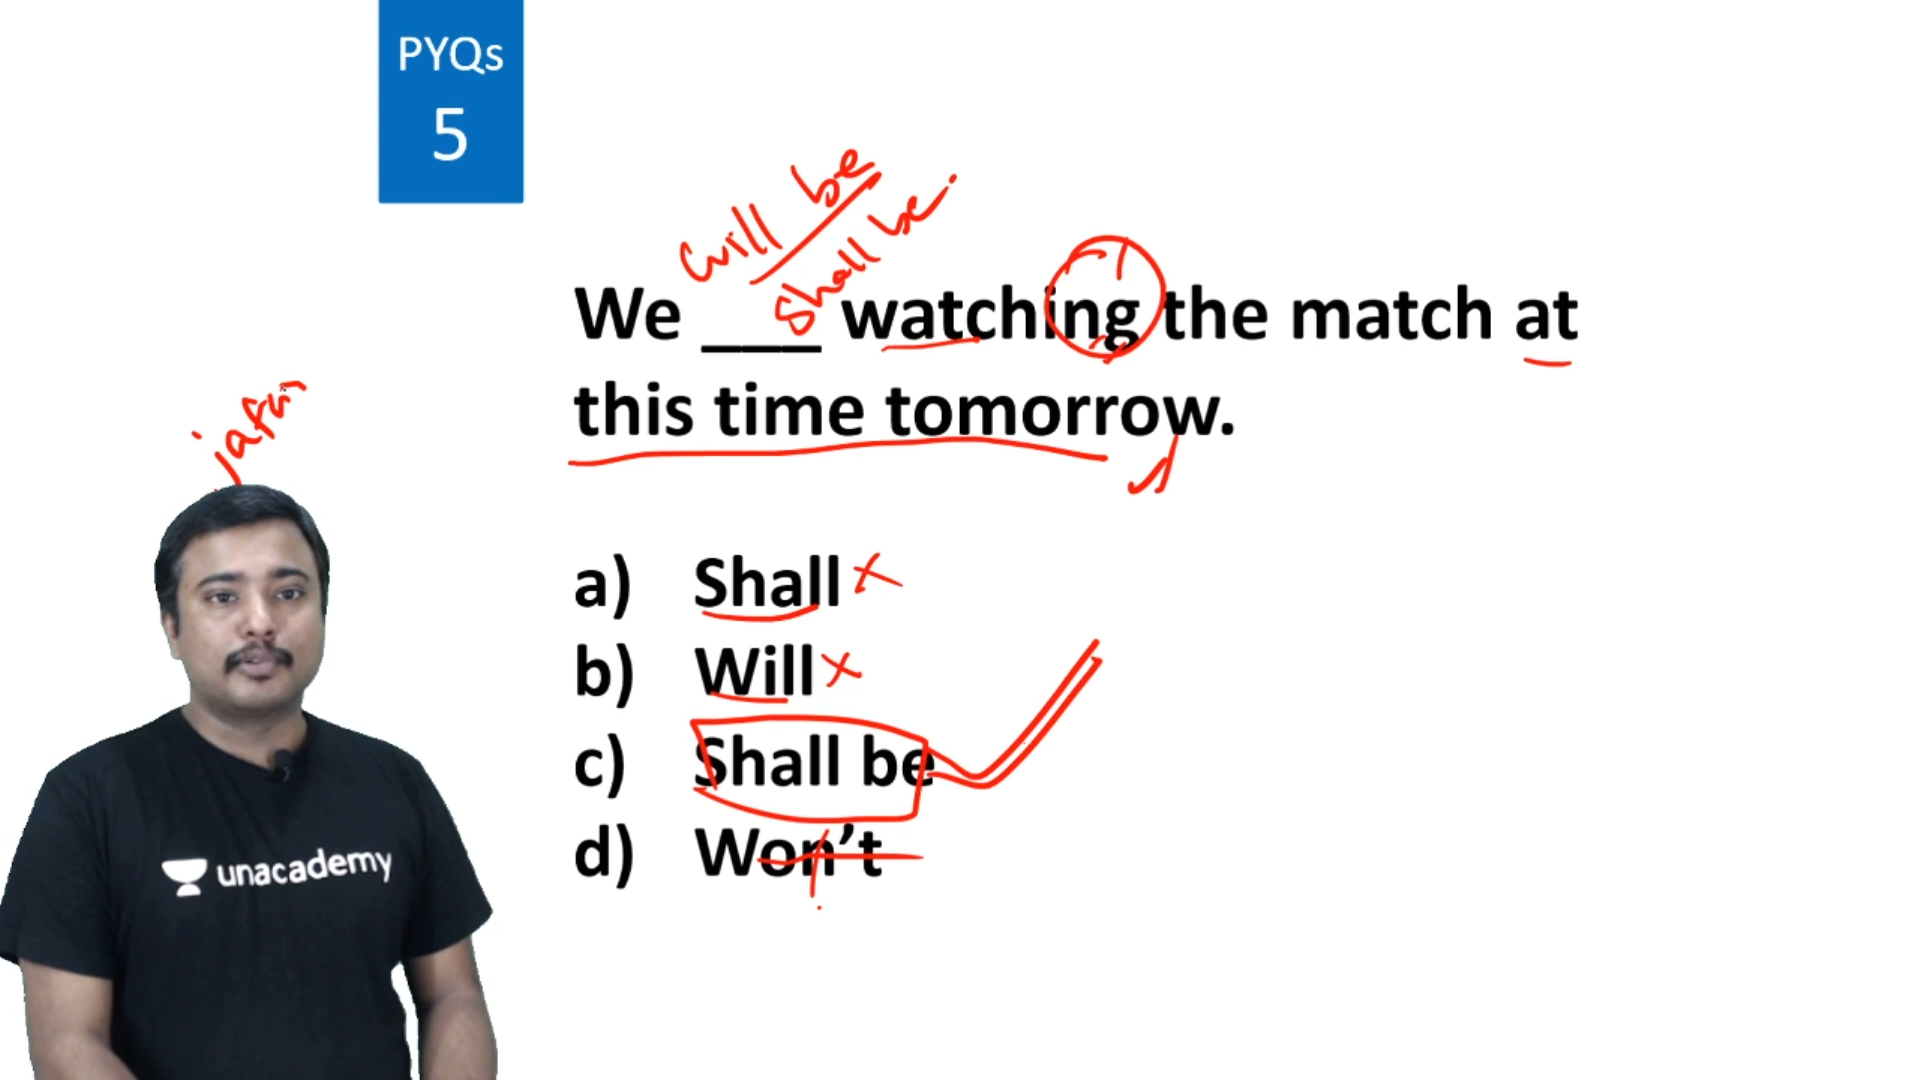 PYQs
5
will be
shall be.
We ___ watching the match at
this time tomorrow.
a) Shall
b) Will
c) Shall be
d) Won't
unacademy